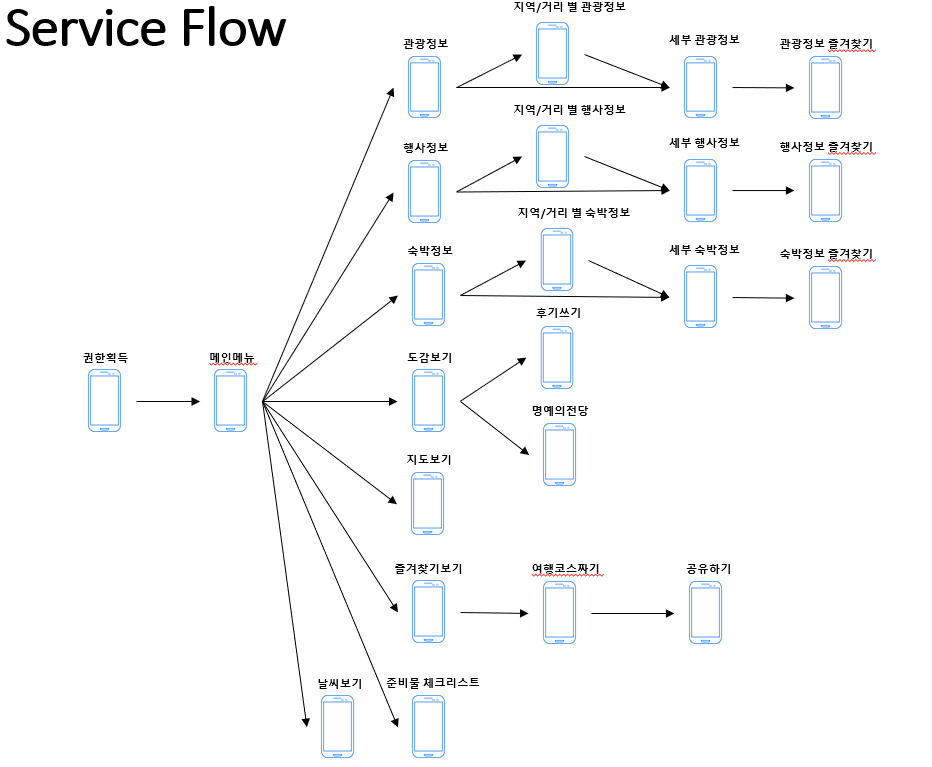 Service Flow
지역/거리 별 관광정보
관광정보
세부 관광정보
관광정보 즐겨찾기
지역/거리 별 행사정보
행사정보
세부 행사정보
행사정보 즐겨찾기
지역/거리 별 숙박정보
숙박정보
세부 숙박정보
숙박정보 즐겨찾기
후기쓰기
권한획득
메인메뉴
도감보기
명예의전당
지도보기
즐겨찾기보기
여행코스짜기
공유하기
날씨보기
준비물 체크리스트